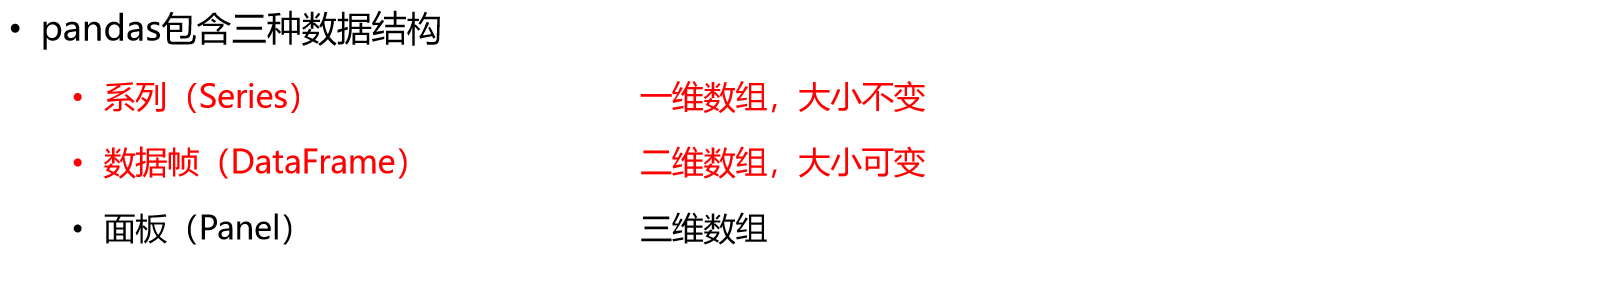 • pandas包含三种数据结构
• 系列（Series） 一维数组，大小不变
• 数据帧（DataFrame） 二维数组，大小可变
• 面板（Panel） 三维数组